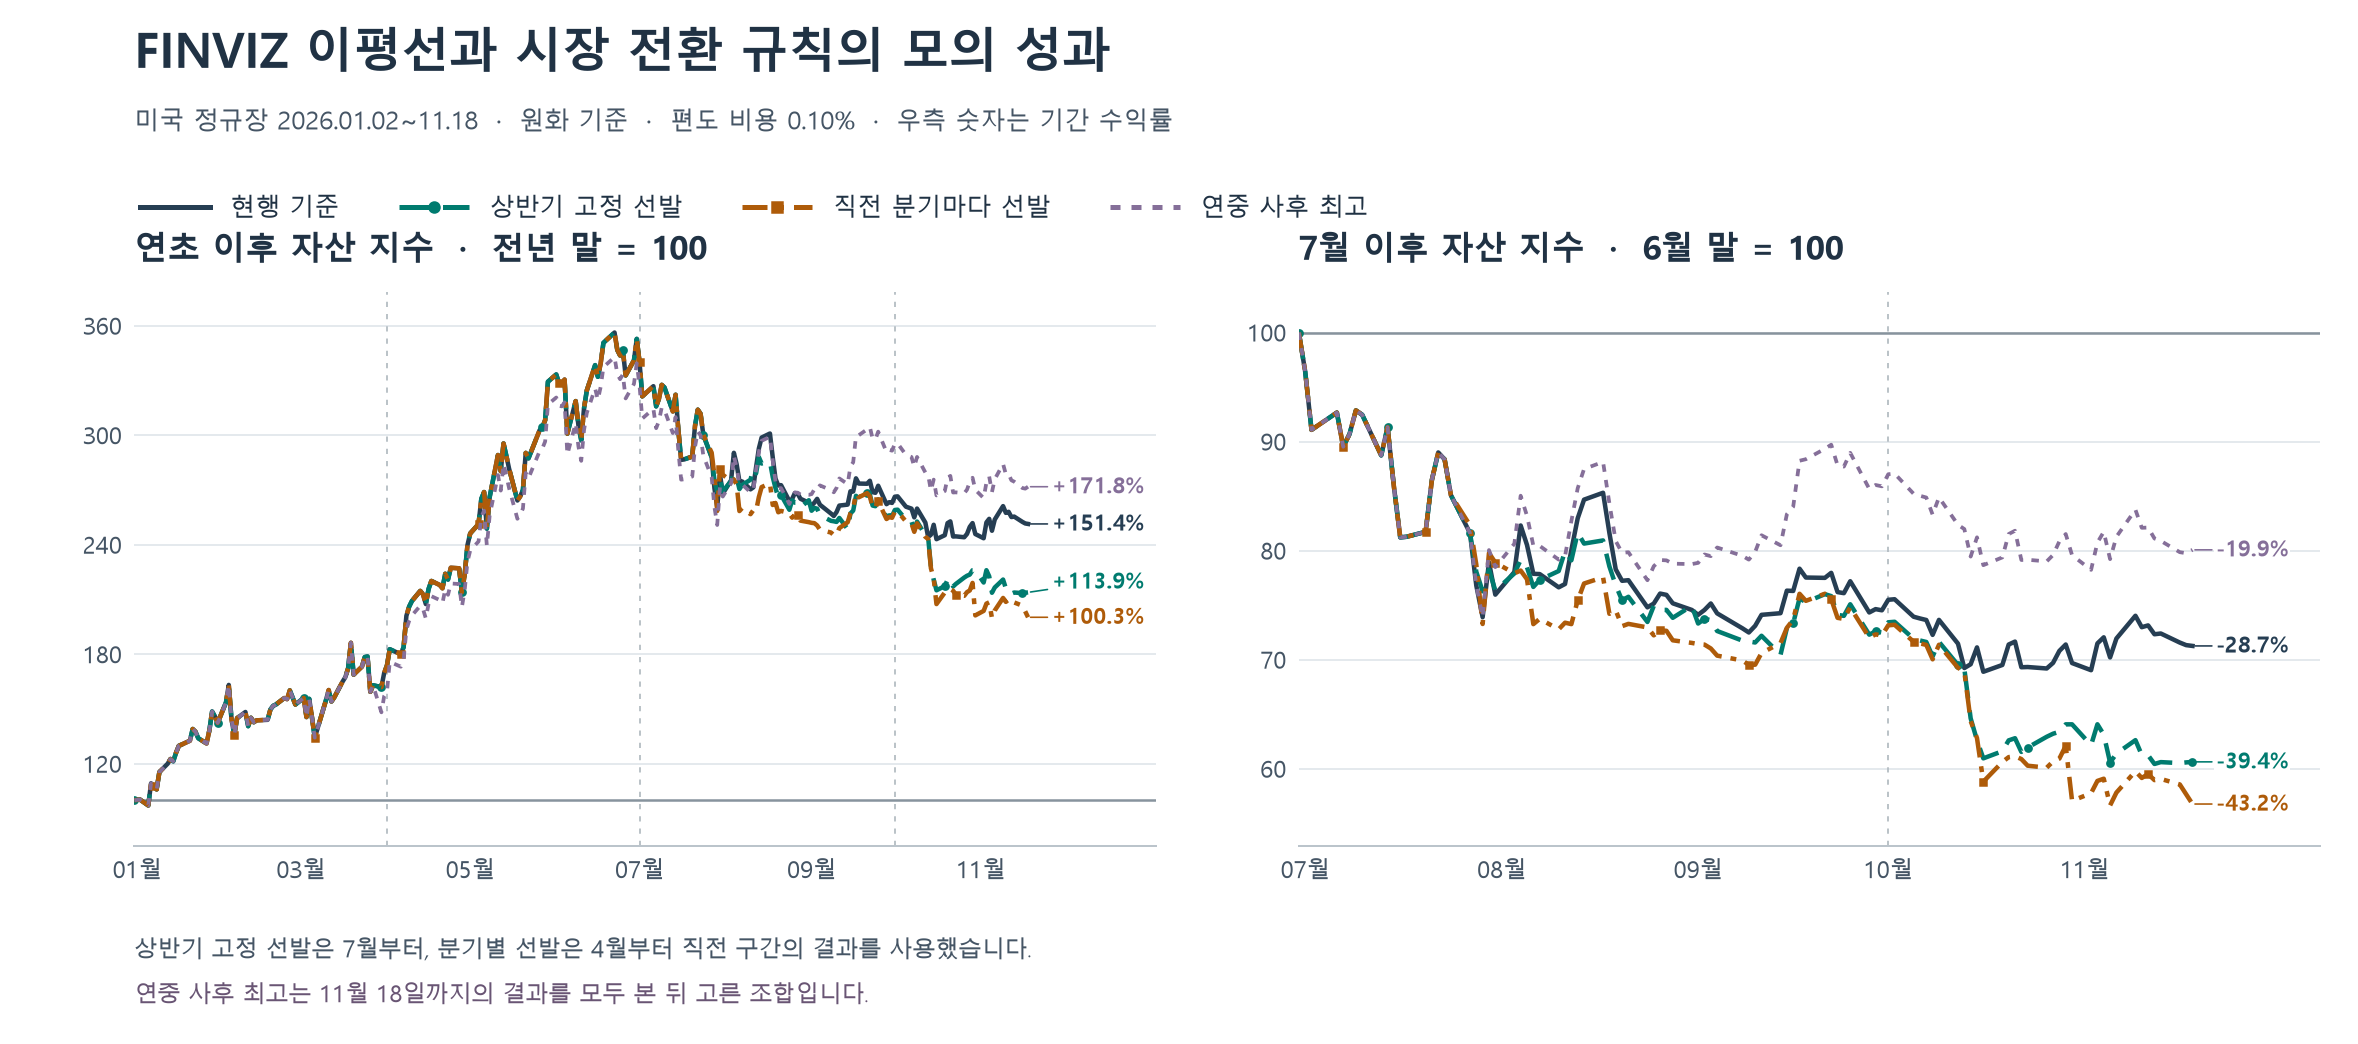 FINVIZ 이평선과 시장 전환 규칙의 모의 성과
미국 정규장 2026.01.02~11.18 · 원화 기준 · 편도 비용 0.10% · 우측 숫자는 기간 수익률
현행 기준 상반기 고정 선발 직전 분기마다 선발 연중 사후 최고
연초 이후 자산 지수 · 전년 말 = 100
360
300
240
180
120
+171.8%
+151.4%
+113.9%
+100.3%
01월 03월 05월 07월 09월 11월
7월 이후 자산 지수 · 6월 말 = 100
100
90
80
70
60
-19.9%
-28.7%
-39.4%
-43.2%
07월 08월 09월 10월 11월
상반기 고정 선발은 7월부터, 분기별 선발은 4월부터 직전 구간의 결과를 사용했습니다.
연중 사후 최고는 11월 18일까지의 결과를 모두 본 뒤 고른 조합입니다.